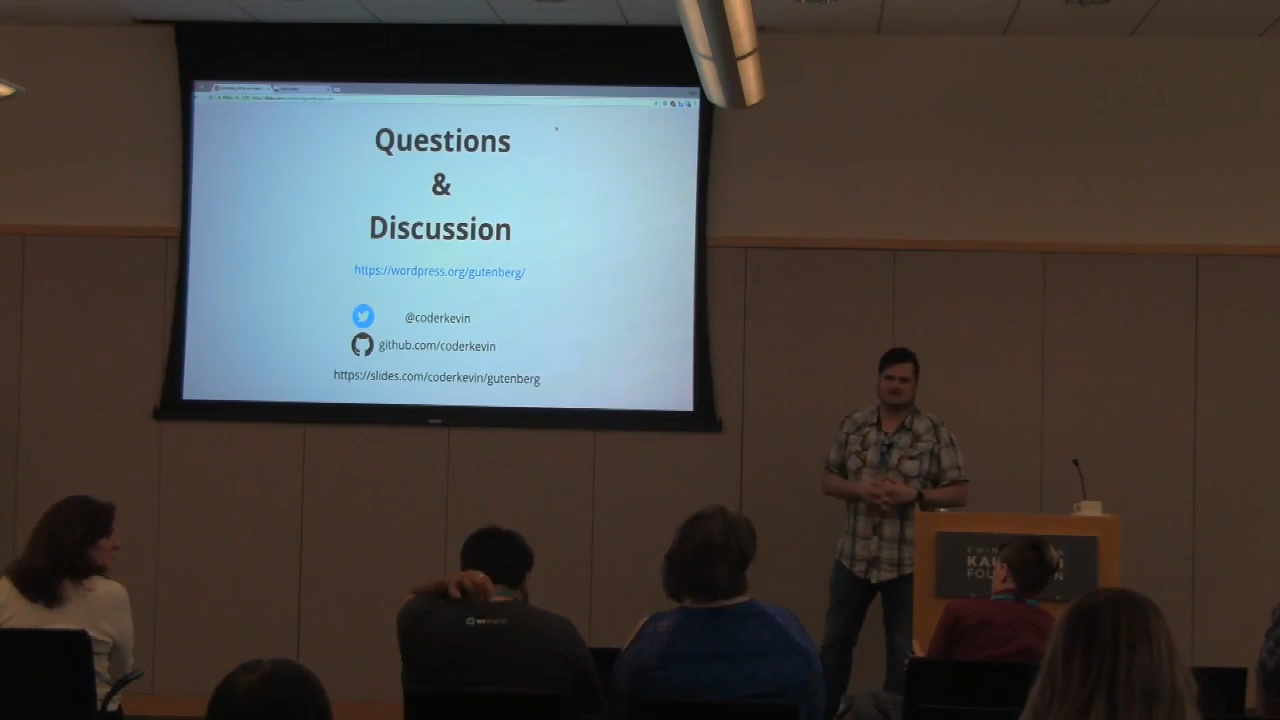 Questions
&
Discussion
https://wordpress.org/gutenberg/
@coderkevin
github.com/coderkevin
https://slides.com/coderkevin/gutenberg